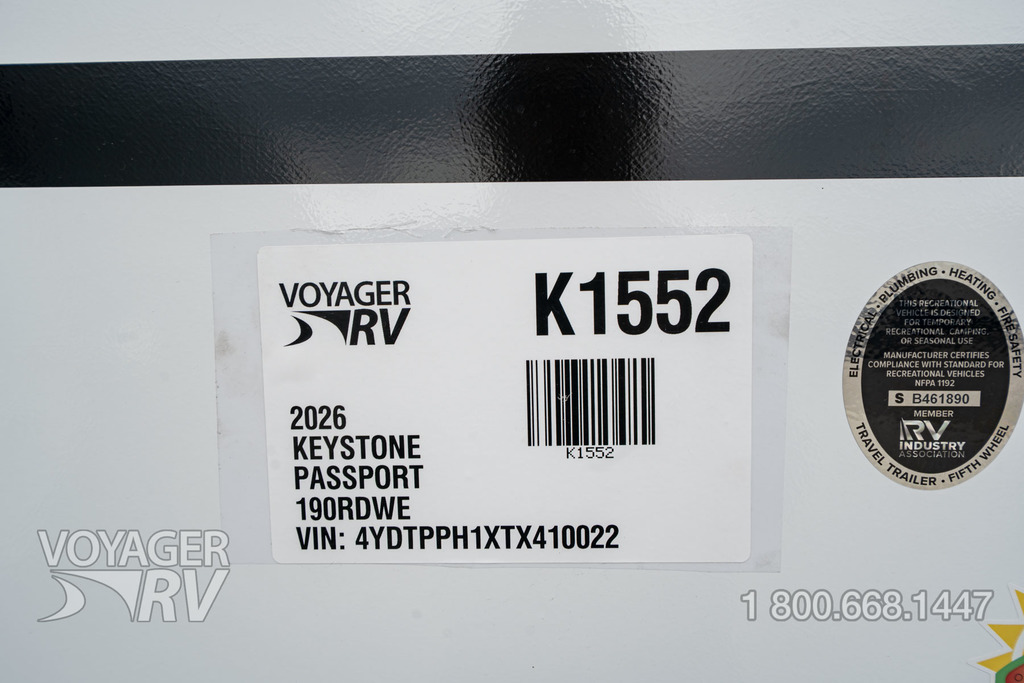 VOYAGER
RV
K1552
K1552
2026
KEYSTONE
PASSPORT
190RDWE
VIN: 4YDTPPH1XTX410022
ELECTRICAL · PLUMBING · HEATING · FIRE SAFETY
THIS RECREATIONAL
VEHICLE IS DESIGNED
FOR TEMPORARY
RECREATIONAL, CAMPING,
OR SEASONAL USE
MANUFACTURER CERTIFIES
COMPLIANCE WITH STANDARD FOR
RECREATIONAL VEHICLES
NFPA 1192
S B461890
MEMBER
RV
INDUSTRY
ASSOCIATION
TRAVEL TRAILER · FIFTH WHEEL
VOYAGER
RV
1 800.668.1447